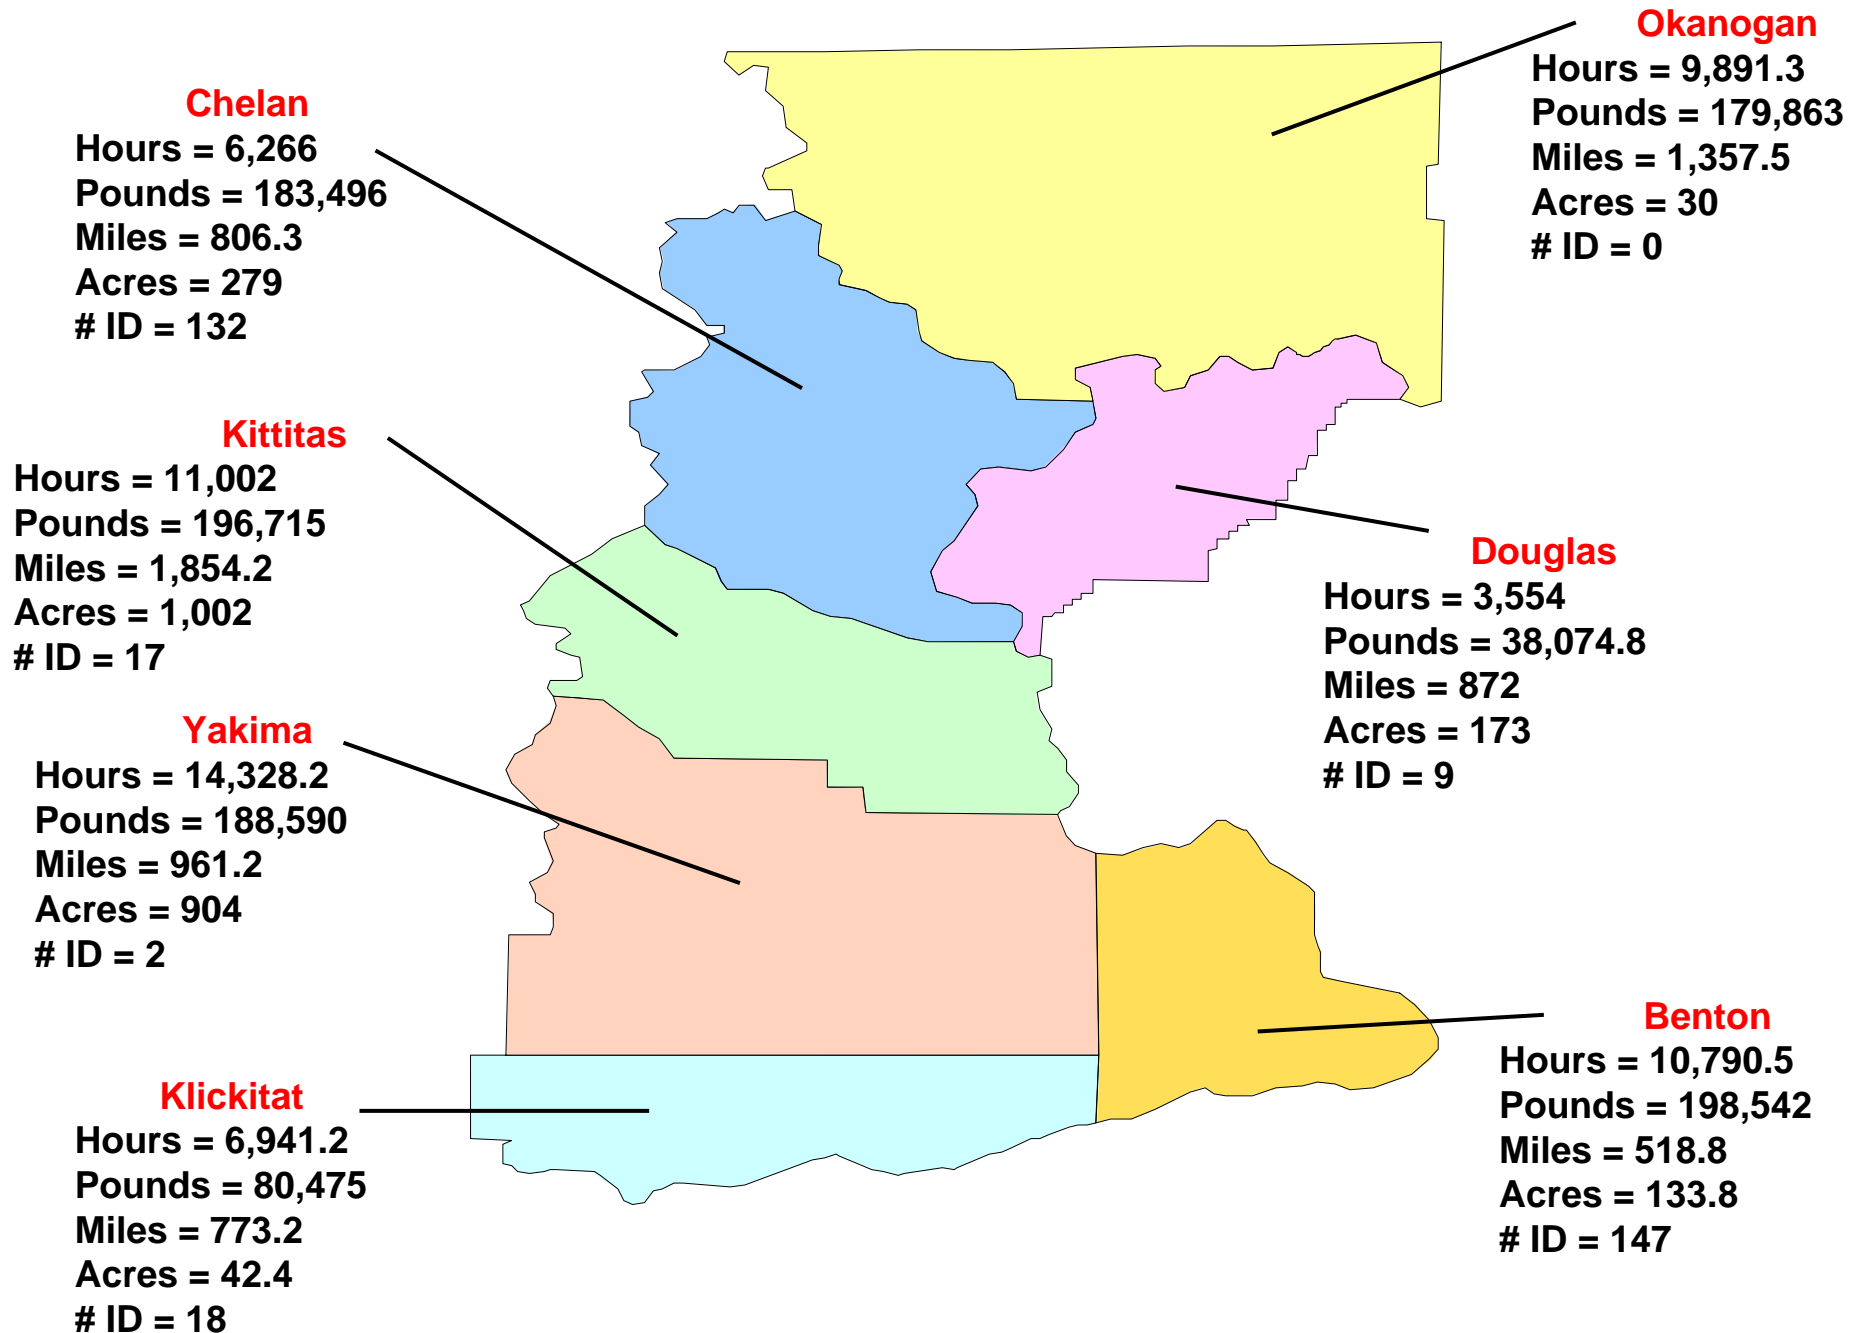 Okanogan
Hours = 9,891.3
Pounds = 179,863
Miles = 1,357.5
Acres = 30
# ID = 0
Chelan
Hours = 6,266
Pounds = 183,496
Miles = 806.3
Acres = 279
# ID = 132
Kittitas
Hours = 11,002
Pounds = 196,715
Miles = 1,854.2
Acres = 1,002
# ID = 17
Douglas
Hours = 3,554
Pounds = 38,074.8
Miles = 872
Acres = 173
# ID = 9
Yakima
Hours = 14,328.2
Pounds = 188,590
Miles = 961.2
Acres = 904
# ID = 2
Benton
Hours = 10,790.5
Pounds = 198,542
Miles = 518.8
Acres = 133.8
# ID = 147
Klickitat
Hours = 6,941.2
Pounds = 80,475
Miles = 773.2
Acres = 42.4
# ID = 18